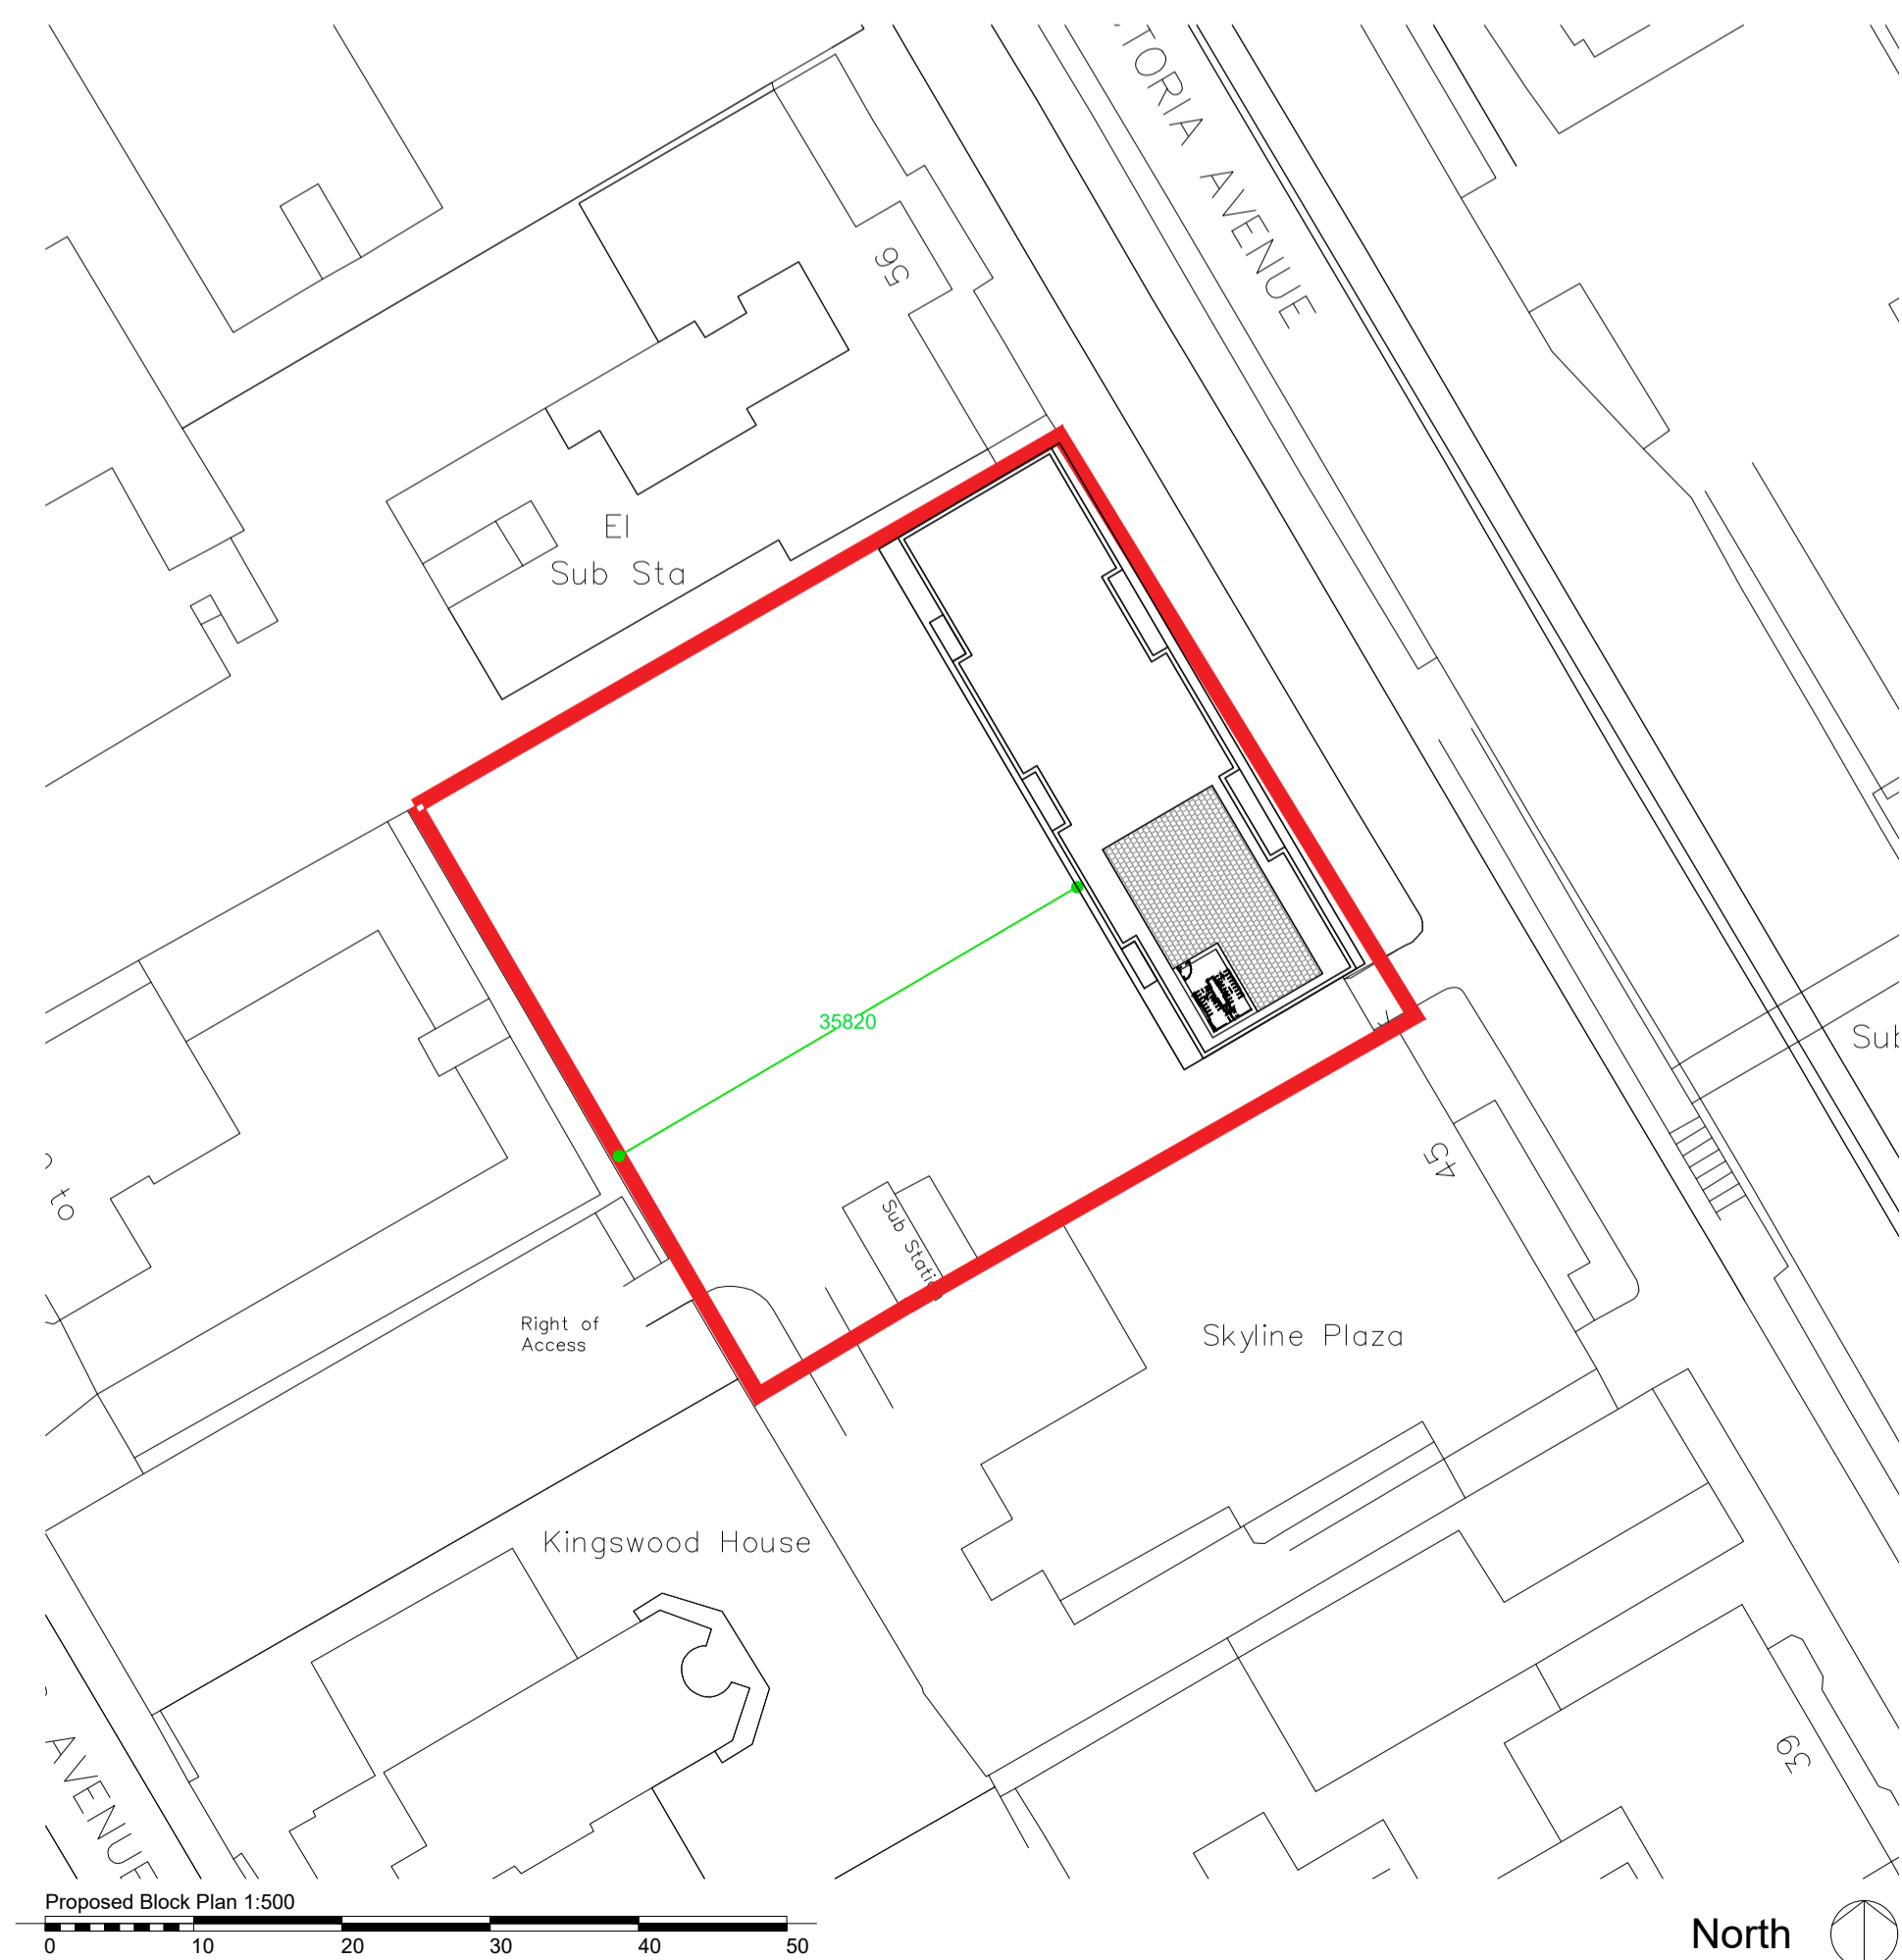 TORIA AVENUE
56
El
Sub Sta
35820
Sub
to
45
Sub Station
Right of
Access
Skyline Plaza
Kingswood House
39
AVENUE
Proposed Block Plan 1:500
0 10 20 30 40 50
North